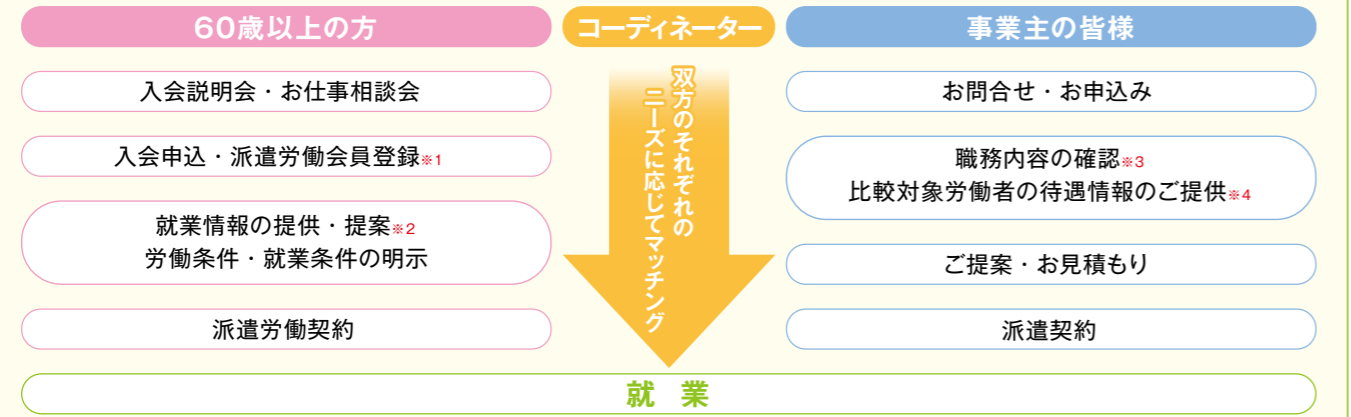 60歳以上の方
入会説明会・お仕事相談会
入会申込・派遣労働会員登録※1
就業情報の提供・提案※2
労働条件・就業条件の明示
派遣労働契約
コーディネーター
双方のそれぞれの
ニーズに応じてマッチング
事業主の皆様
お問合せ・お申込み
職務内容の確認※3
比較対象労働者の待遇情報のご提供※4
ご提案・お見積もり
派遣契約
就 業